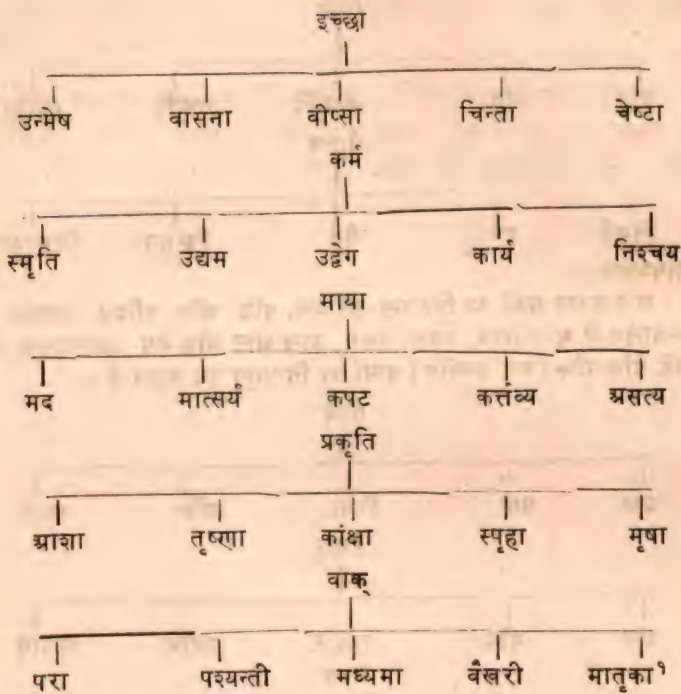 इच्छा
उन्मेष वासना वीप्सा चिन्ता चेष्टा
कर्म
स्मृति उद्यम उद्वेग कार्य निश्चय
माया
मद मात्सर्य कपट कर्त्तव्य असत्य
प्रकृति
आशा तृष्णा कांक्षा स्पृहा मृषा
वाक्
परा पश्यन्ती मध्यमा वैखरी मातृका१